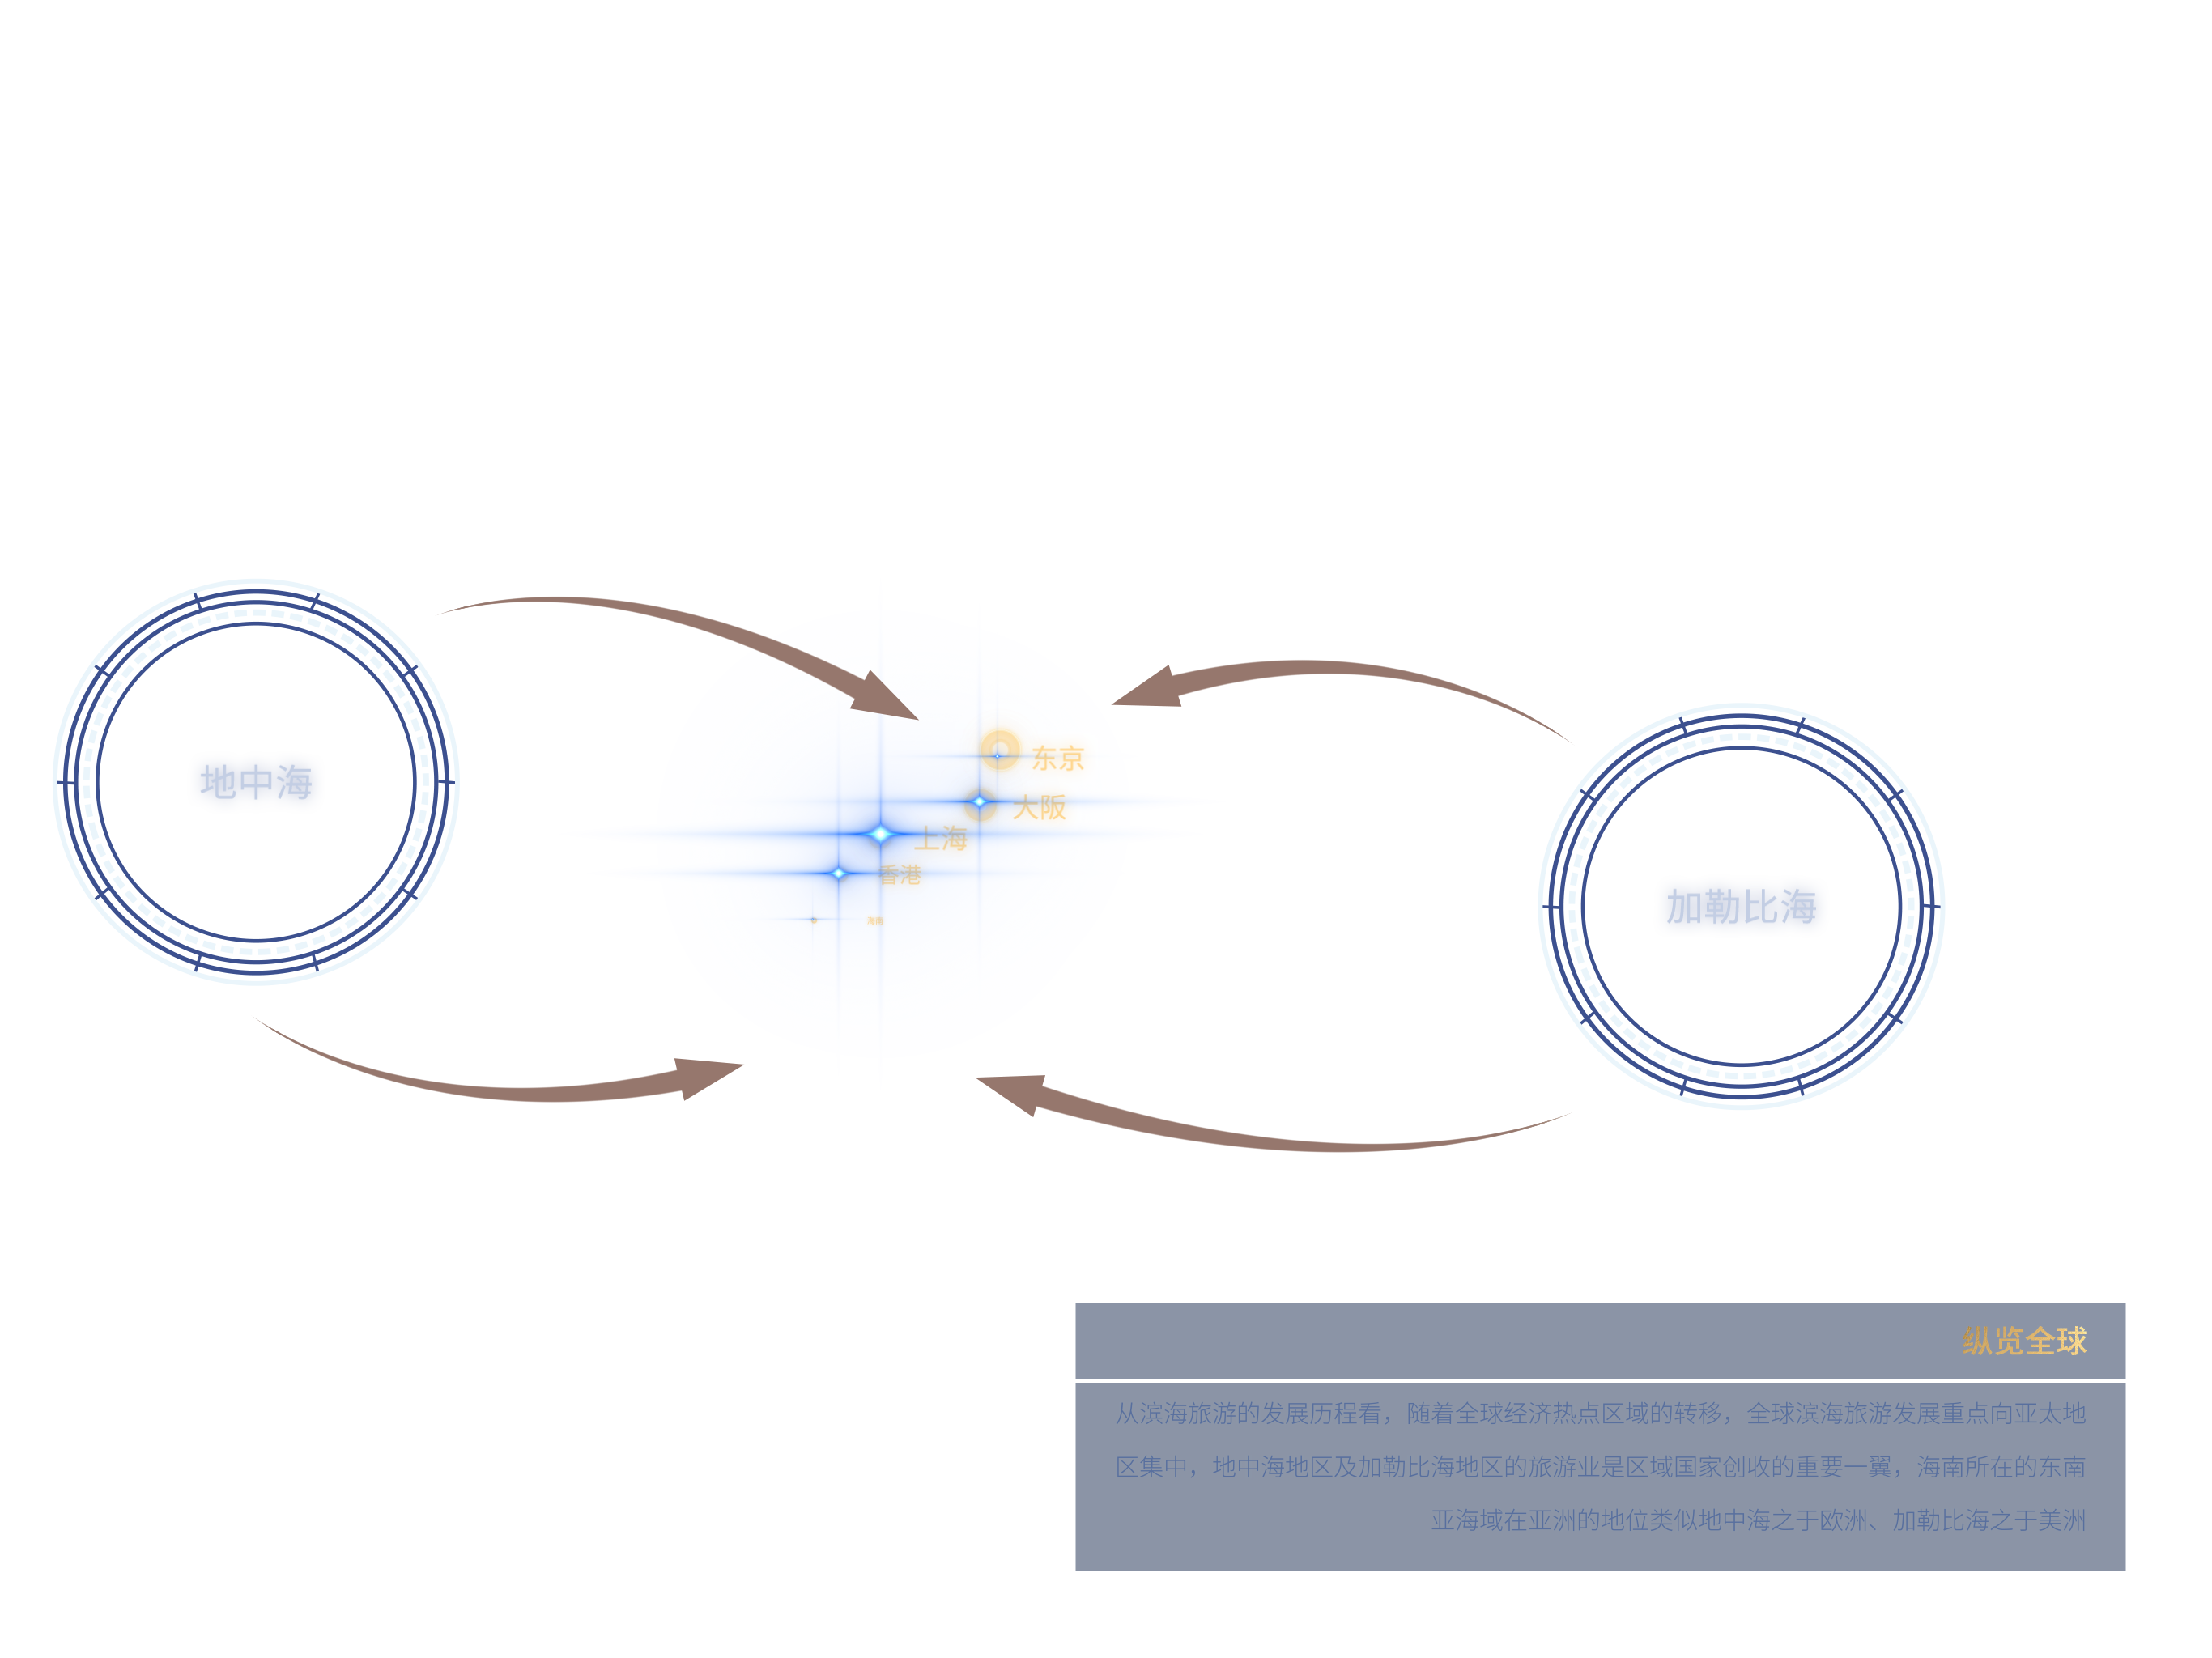 东京
地中海
大阪
上海
香港
海南
加勒比海
纵览全球
从滨海旅游的发展历程看，随着全球经济热点区域的转移，全球滨海旅游发展重点向亚太地
区集中，地中海地区及加勒比海地区的旅游业是区域国家创收的重要一翼，海南所在的东南
亚海域在亚洲的地位类似地中海之于欧洲、加勒比海之于美洲